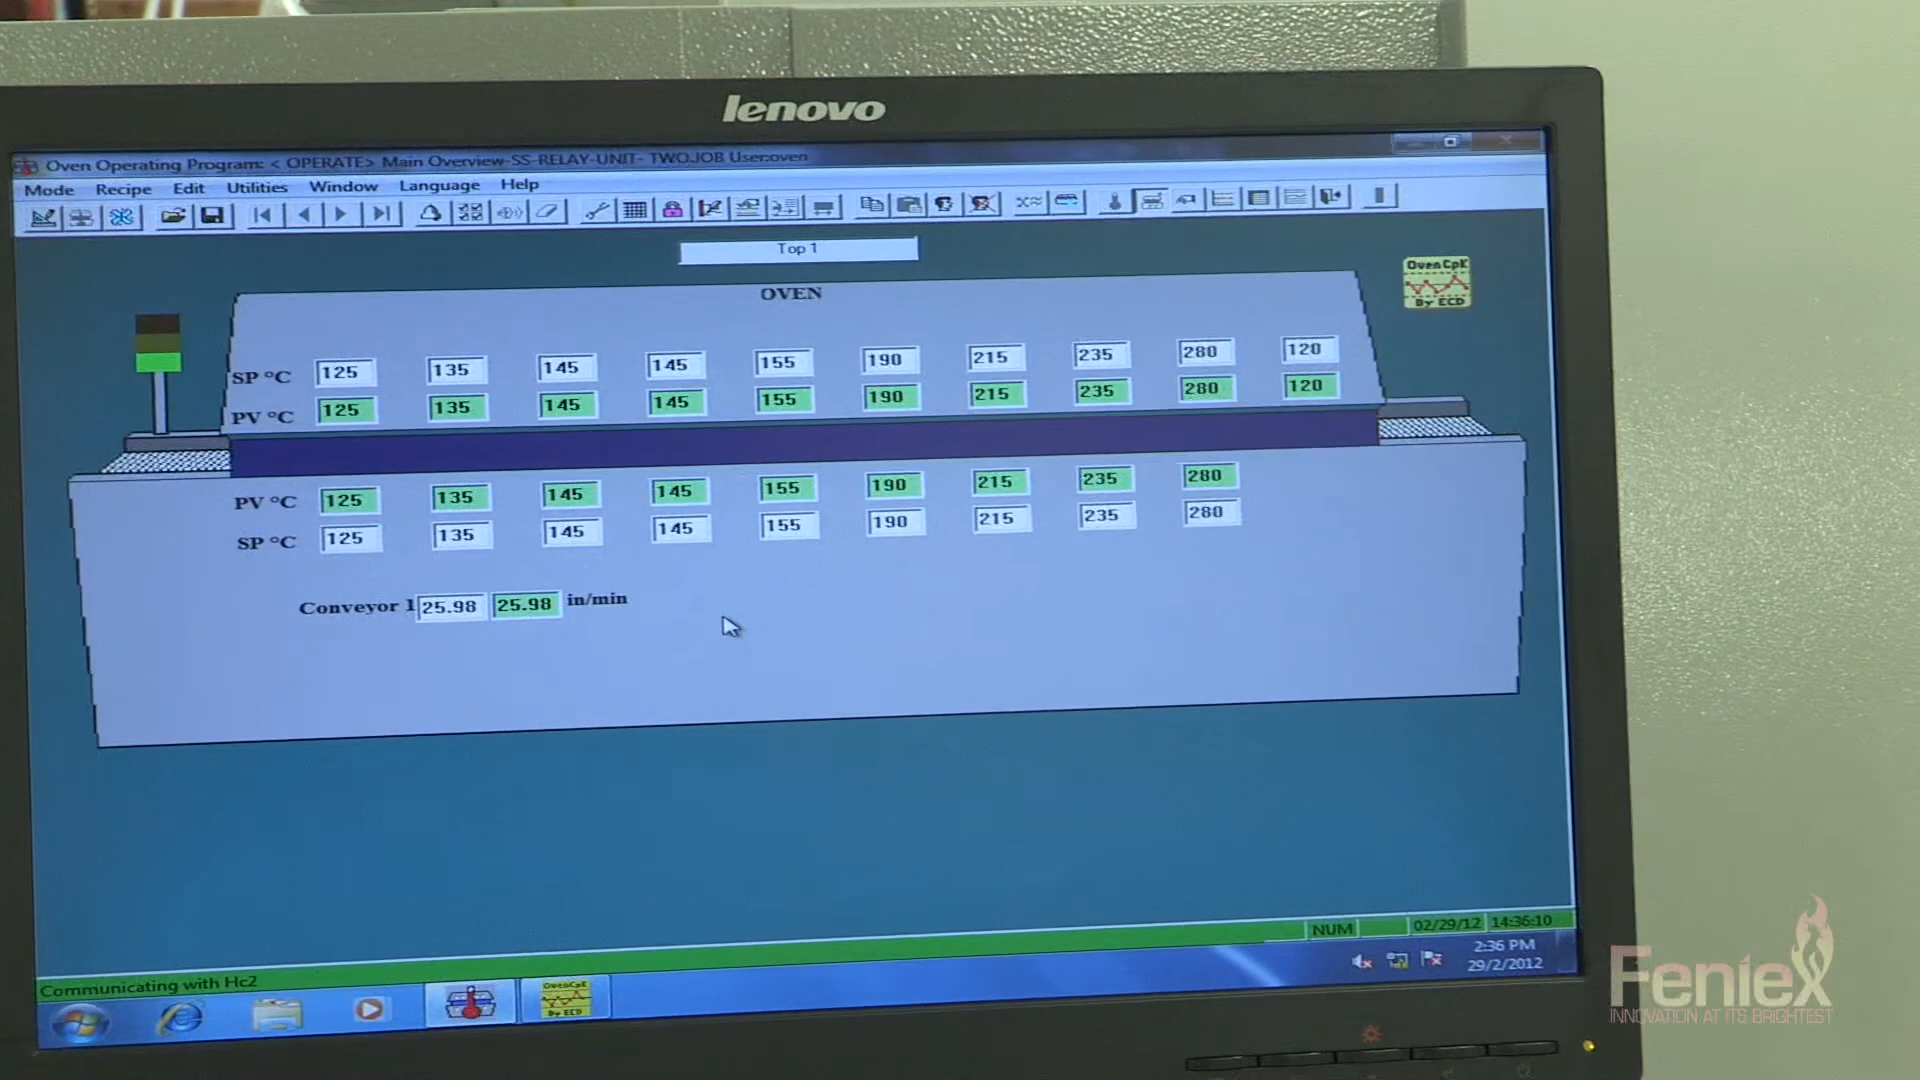 lenovo
Oven Operating Program: < OPERATE> Main Overview-SS-RELAY-UNIT- TWO.JOB User:oven
Mode Recipe Edit Utilities Window Language Help
Top 1
OvenCpK
By ECD
OVEN
SP °C 125 135 145 145 155 190 215 235 280 120
PV °C 125 135 145 145 155 190 215 235 280 120
PV °C 125 135 145 145 155 190 215 235 280
SP °C 125 135 145 145 155 190 215 235 280
Conveyor 1 25.98 25.98 in/min
NUM 02/29/12 14:36:10
Communicating with Hc2
2:36 PM
29/2/2012
OvenCpK
By ECD
Feniex
INNOVATION AT ITS BRIGHTEST